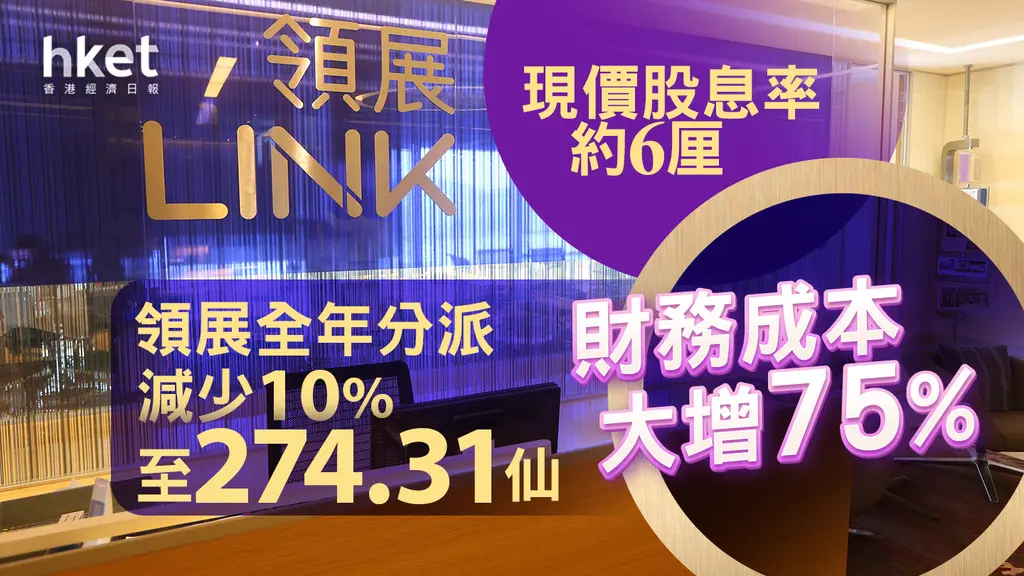 hket
香港經濟日報
領展
LINK
現價股息率
約6厘
領展全年分派
減少10%
至274.31仙
財務成本
大增75%